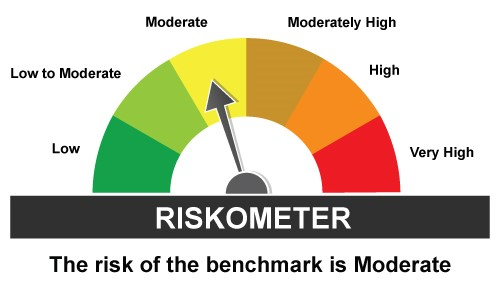 Moderate
Moderately High
Low to Moderate
High
Low
Very High
RISKOMETER
The risk of the benchmark is Moderate